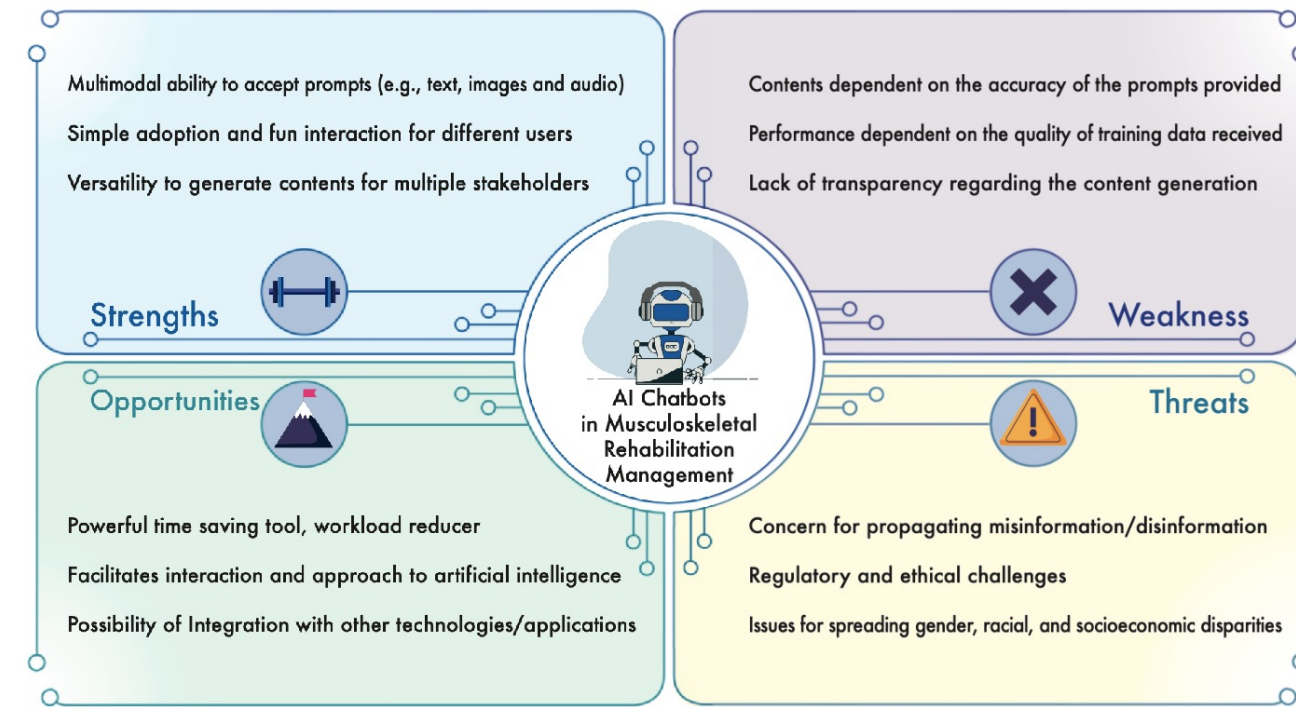 Multimodal ability to accept prompts (e.g., text, images and audio)
Simple adoption and fun interaction for different users
Versatility to generate contents for multiple stakeholders
Strengths
Contents dependent on the accuracy of the prompts provided
Performance dependent on the quality of training data received
Lack of transparency regarding the content generation
Weakness
AI Chatbots
in Musculoskeletal
Rehabilitation
Management
Opportunities
Powerful time saving tool, workload reducer
Facilitates interaction and approach to artificial intelligence
Possibility of Integration with other technologies/applications
Threats
Concern for propagating misinformation/disinformation
Regulatory and ethical challenges
Issues for spreading gender, racial, and socioeconomic disparities